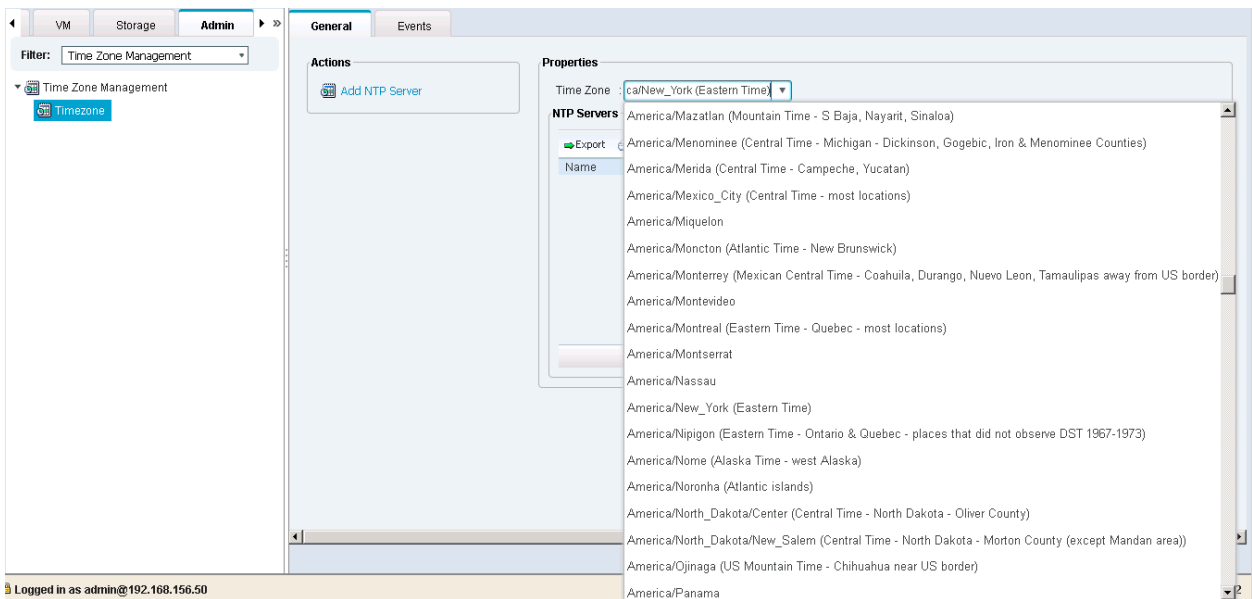 VM Storage Admin
Filter: Time Zone Management
Time Zone Management
Timezone
General Events
Actions
Add NTP Server
Properties
Time Zone : ca/New_York (Eastern Time)
NTP Servers
Export
Name
America/Mazatlan (Mountain Time - S Baja, Nayarit, Sinaloa)
America/Menominee (Central Time - Michigan - Dickinson, Gogebic, Iron & Menominee Counties)
America/Merida (Central Time - Campeche, Yucatan)
America/Mexico_City (Central Time - most locations)
America/Miquelon
America/Moncton (Atlantic Time - New Brunswick)
America/Monterrey (Mexican Central Time - Coahuila, Durango, Nuevo Leon, Tamaulipas away from US border)
America/Montevideo
America/Montreal (Eastern Time - Quebec - most locations)
America/Montserrat
America/Nassau
America/New_York (Eastern Time)
America/Nipigon (Eastern Time - Ontario & Quebec - places that did not observe DST 1967-1973)
America/Nome (Alaska Time - west Alaska)
America/Noronha (Atlantic islands)
America/North_Dakota/Center (Central Time - North Dakota - Oliver County)
America/North_Dakota/New_Salem (Central Time - North Dakota - Morton County (except Mandan area))
America/Ojinaga (US Mountain Time - Chihuahua near US border)
America/Panama
Logged in as admin@192.168.156.50
2